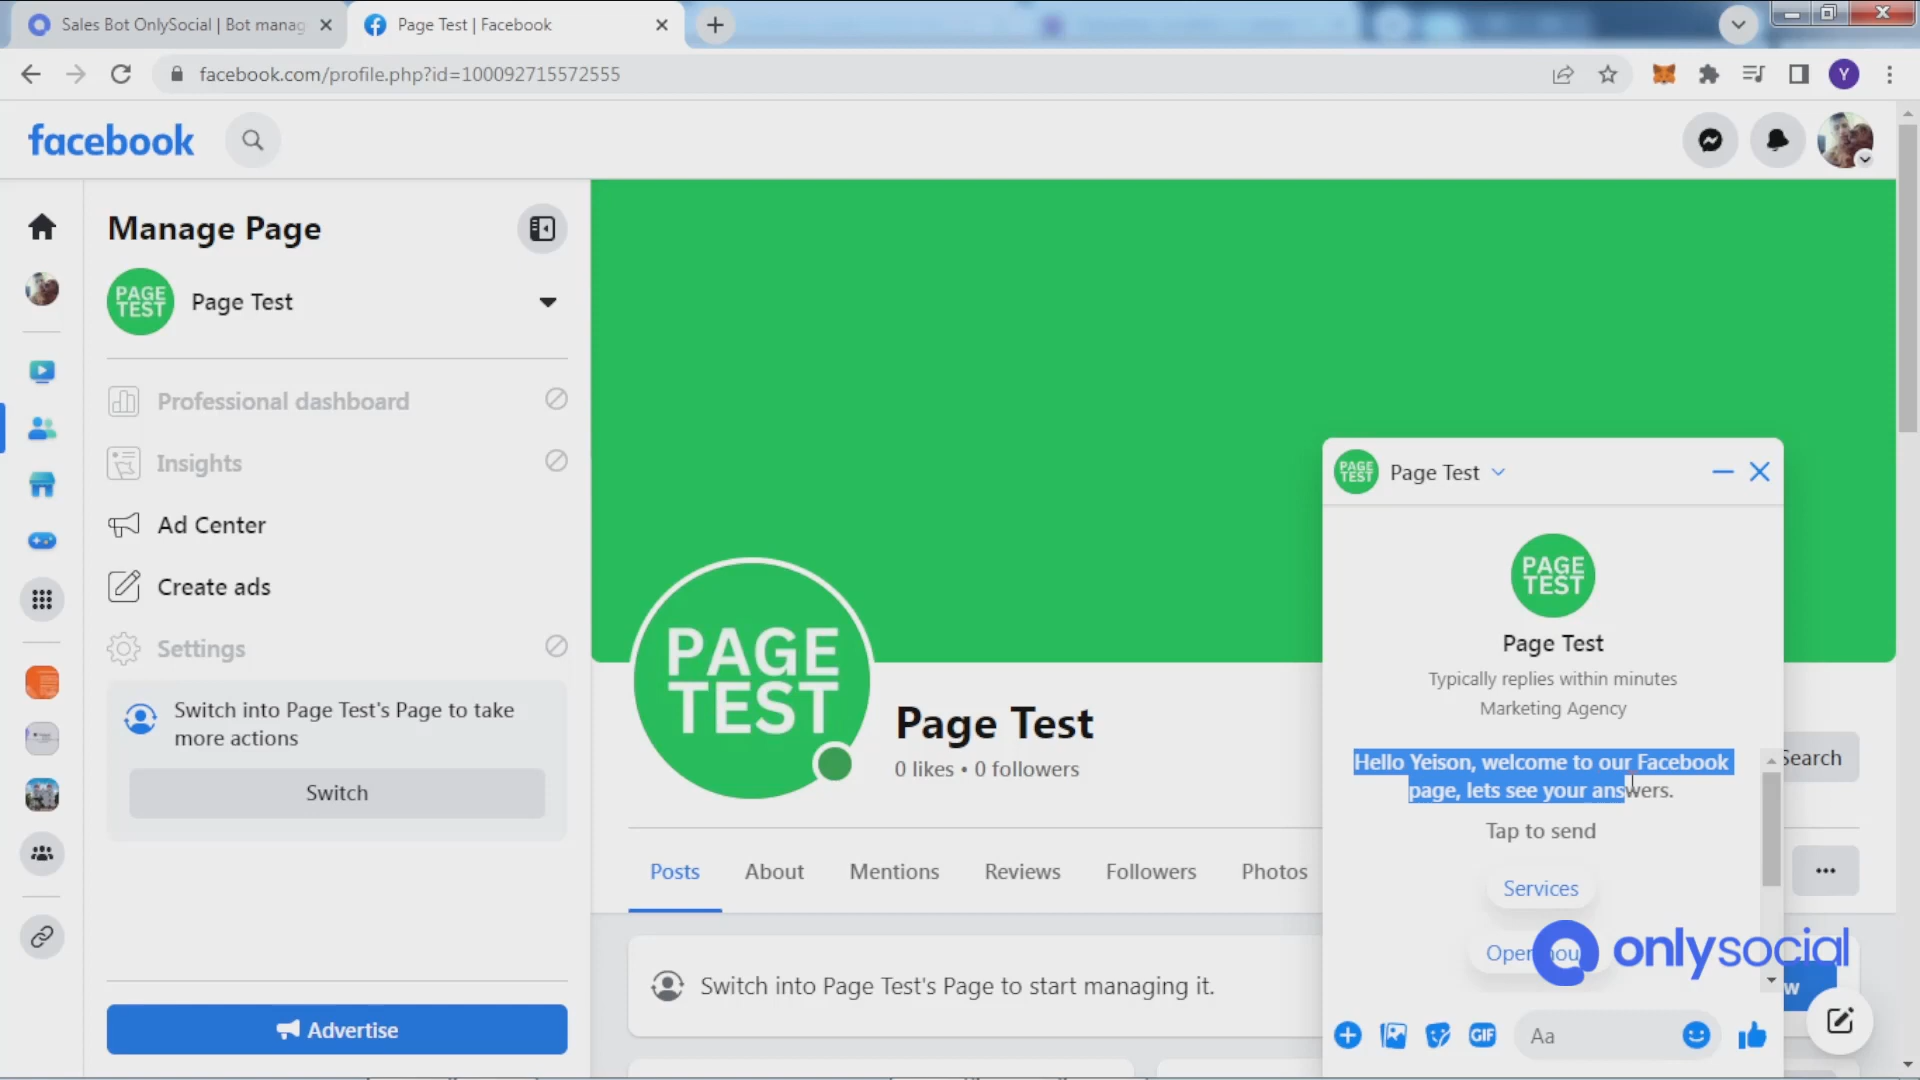 Sales Bot OnlySocial | Bot manag
Page Test | Facebook
facebook.com/profile.php?id=100092715572555
Y
facebook
Manage Page
PAGE TEST
Page Test
Professional dashboard
Insights
Ad Center
Create ads
Settings
Switch into Page Test's Page to take
more actions
Switch
Advertise
PAGE
TEST
Page Test
0 likes • 0 followers
Search
Posts
About
Mentions
Reviews
Followers
Photos
Switch into Page Test's Page to start managing it.
PAGE TEST
Page Test
PAGE
TEST
Page Test
Typically replies within minutes
Marketing Agency
Hello Yeison, welcome to our Facebook
page, lets see your answers.
Tap to send
Services
onlysocial
GIF
Aa